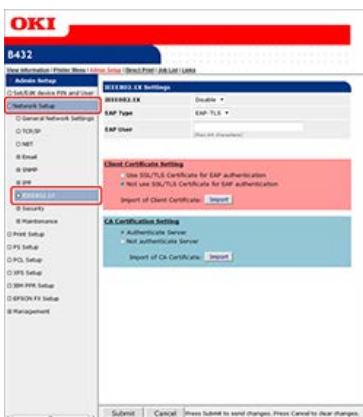 OKI
B432
View Information | Printer Menu | Admin Setup | Direct Print | Job List | Links
Admin Setup
Set/Edit device PIN and User
Network Setup
General Network Settings
TCP/IP
NBT
Email
SNMP
IPP
IEEE802.1X
Security
Maintenance
Print Setup
PS Setup
PCL Setup
XPS Setup
IBM PPR Setup
EPSON FX Setup
Management
IEEE802.1X Settings
IEEE802.1X Disable
EAP Type EAP-TLS
EAP User
(Max.64 characters)
Client Certificate Setting
Use SSL/TLS Certificate for EAP authentication
Not use SSL/TLS Certificate for EAP authentication
Import of Client Certificate: Import
CA Certification Setting
Authenticate Server
Not authenticate Server
Import of CA Certificate: Import
Submit Cancel Press Submit to send changes. Press Cancel to clear changes.